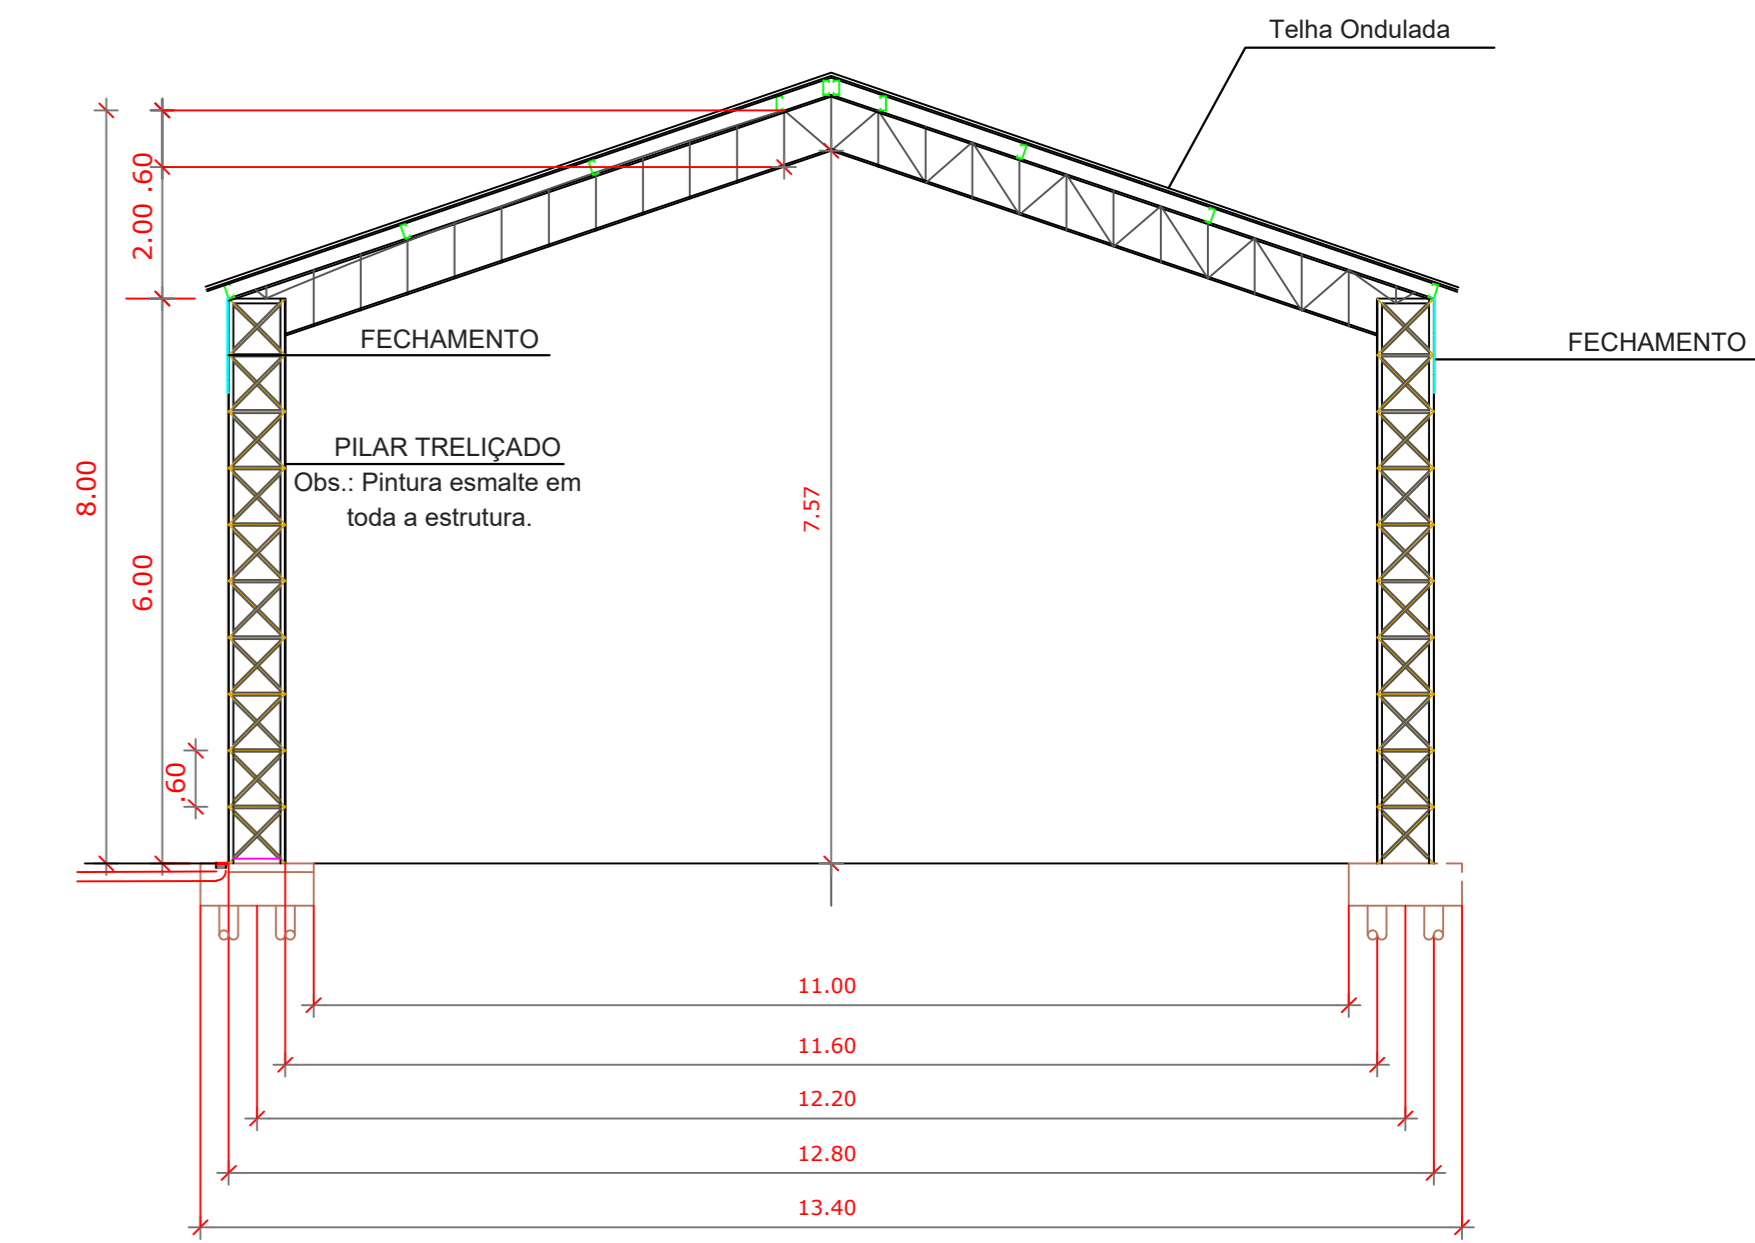 Telha Ondulada
.60
2.00
FECHAMENTO
FECHAMENTO
PILAR TRELIÇADO
Obs.: Pintura esmalte em
toda a estrutura.
8.00
7.57
6.00
.60
11.00
11.60
12.20
12.80
13.40